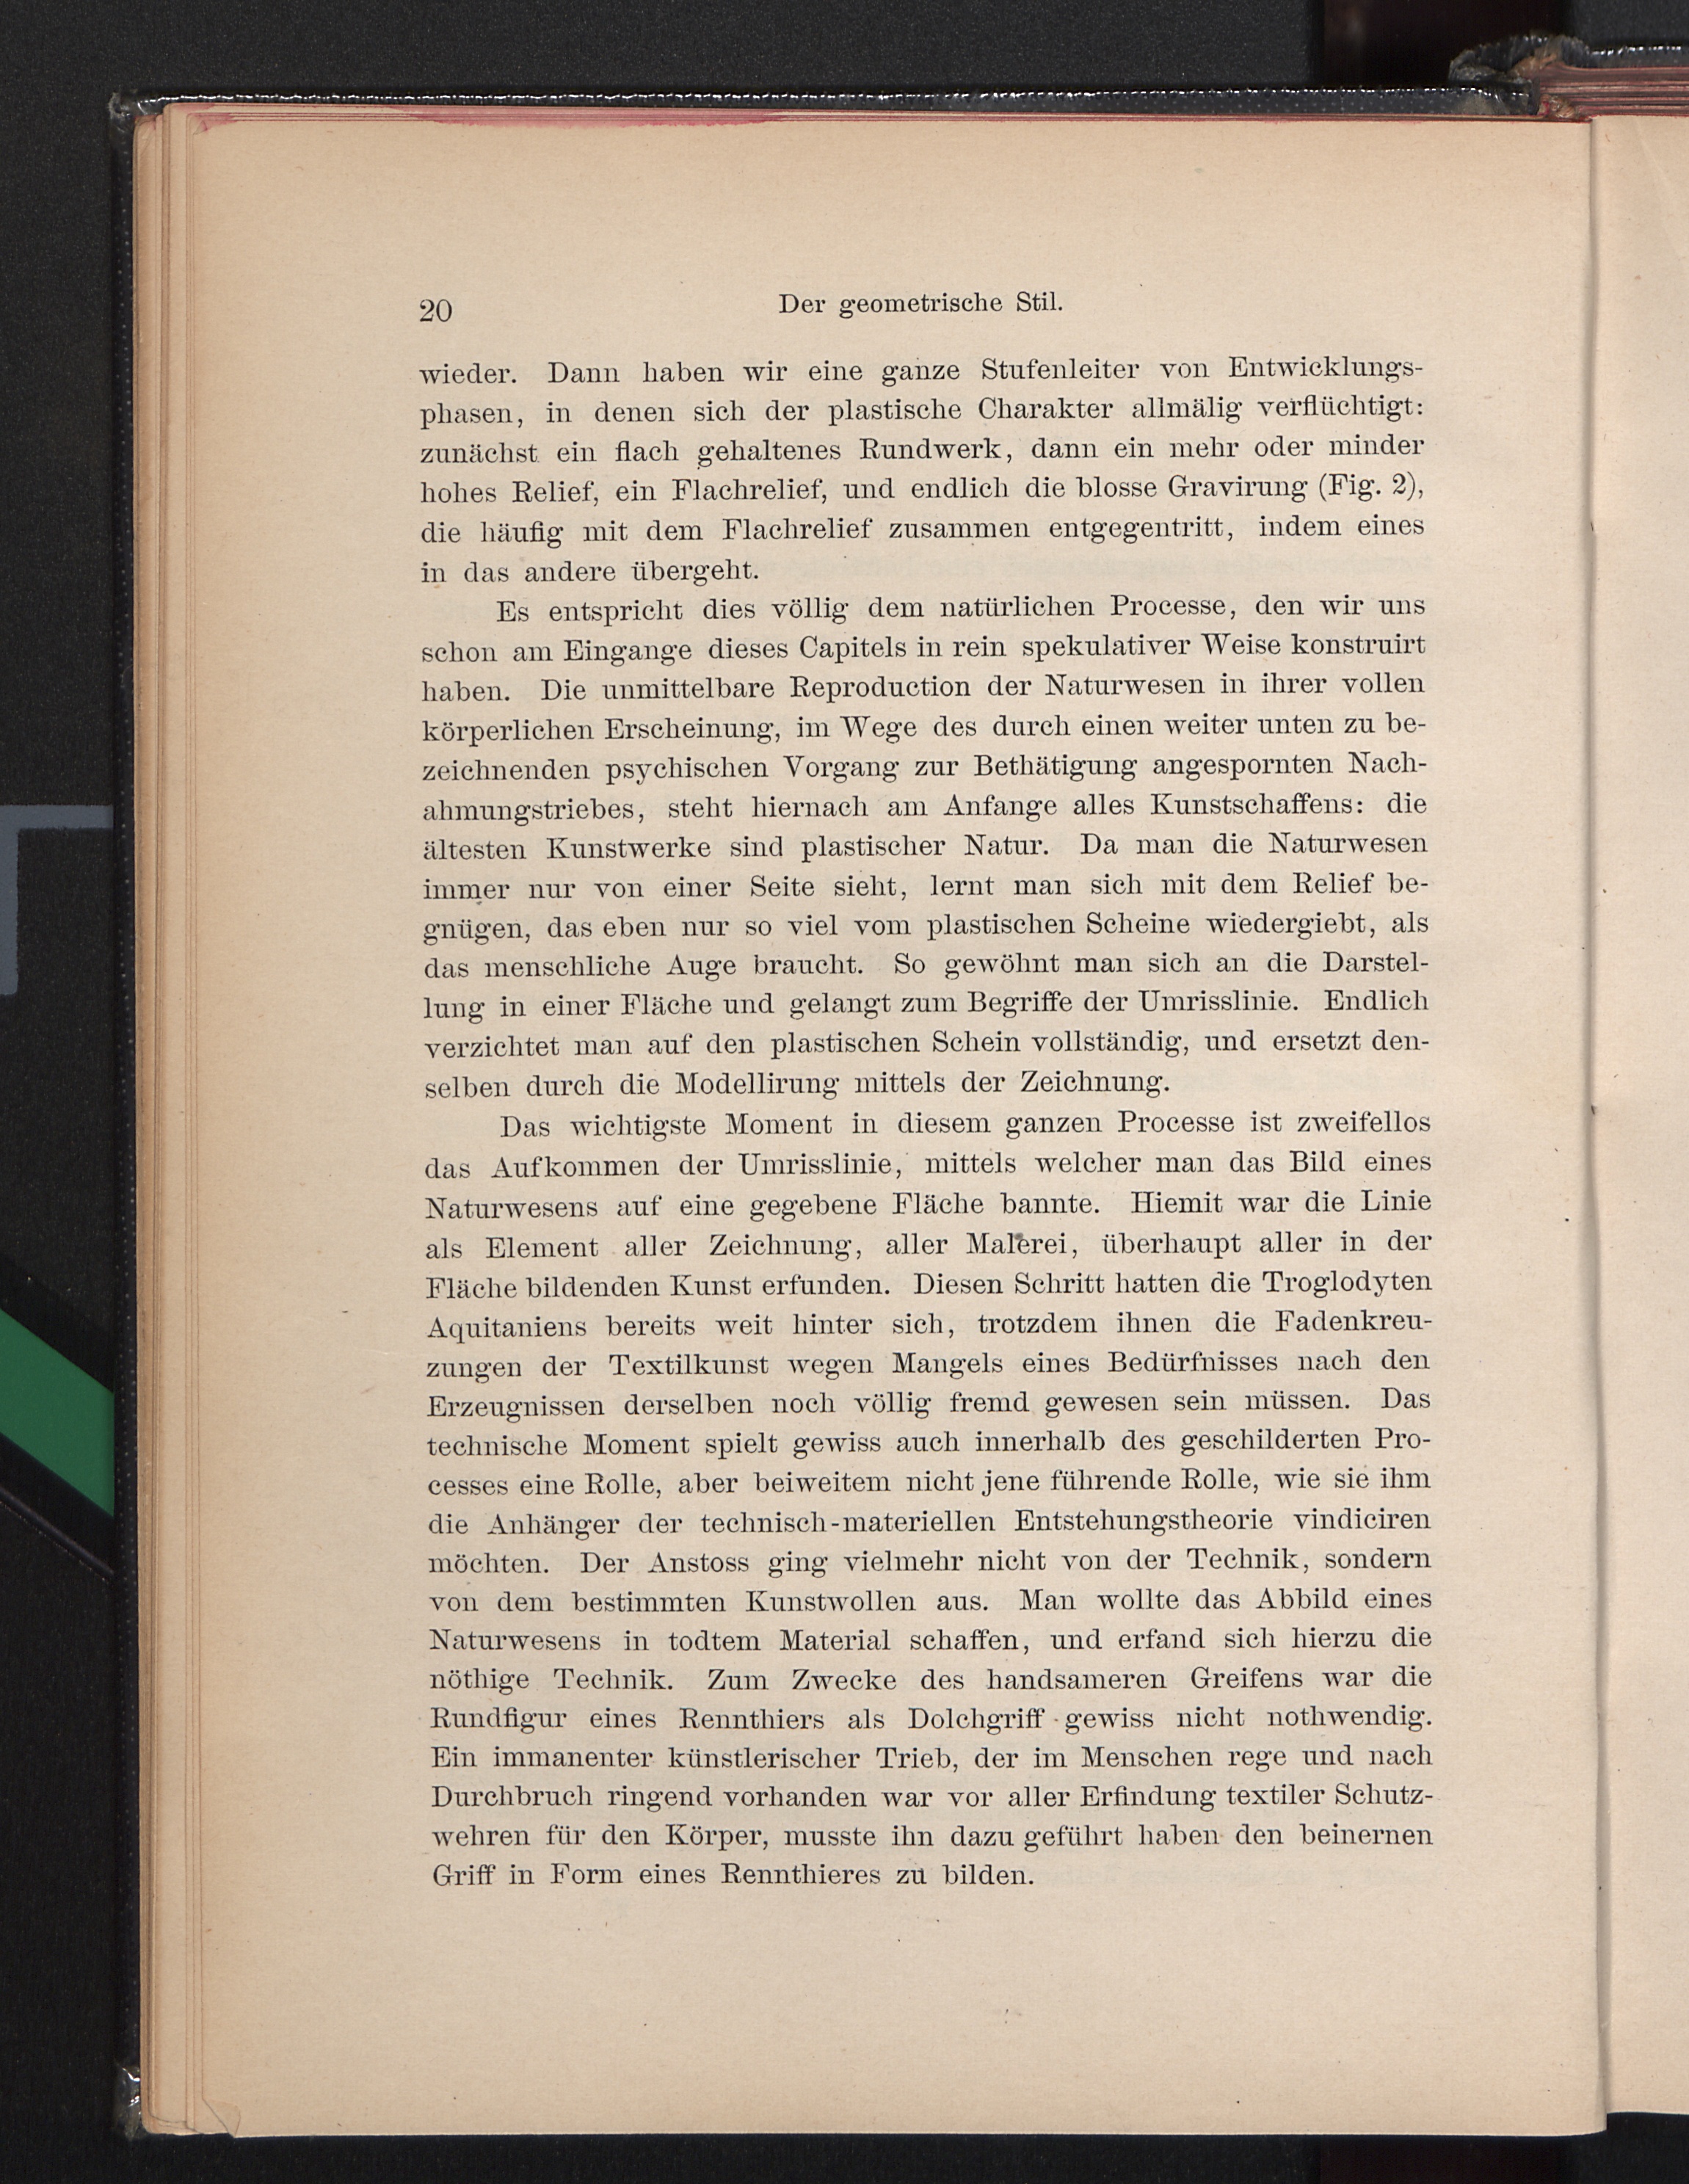 20
Der geometrische Stil.
wieder. Dann haben wir eine ganze Stufenleiter von Entwicklungs-
phasen, in denen sich der plastische Charakter allmälig verflüchtigt:
zunächst ein flach gehaltenes Rundwerk, dann ein mehr oder minder
hohes Relief, ein Flachrelief, und endlich die blosse Gravirung (Fig. 2),
die häufig mit dem Flachrelief zusammen entgegentritt, indem eines
in das andere übergeht.
Es entspricht dies völlig dem natürlichen Processe, den wir uns
schon am Eingange dieses Capitels in rein spekulativer Weise konstruirt
haben. Die unmittelbare Reproduction der Naturwesen in ihrer vollen
körperlichen Erscheinung, im Wege des durch einen weiter unten zu be-
zeichnenden psychischen Vorgang zur Bethätigung angespornten Nach-
ahmungstriebes, steht hiernach am Anfange alles Kunstschaffens: die
ältesten Kunstwerke sind plastischer Natur. Da man die Naturwesen
immer nur von einer Seite sieht, lernt man sich mit dem Relief be-
gnügen, das eben nur so viel vom plastischen Scheine wiedergiebt, als
das menschliche Auge braucht. So gewöhnt man sich an die Darstel-
lung in einer Fläche und gelangt zum Begriffe der Umrisslinie. Endlich
verzichtet man auf den plastischen Schein vollständig, und ersetzt den-
selben durch die Modellirung mittels der Zeichnung.
Das wichtigste Moment in diesem ganzen Processe ist zweifellos
das Aufkommen der Umrisslinie, mittels welcher man das Bild eines
Naturwesens auf eine gegebene Fläche bannte. Hiemit war die Linie
als Element aller Zeichnung, aller Malerei, überhaupt aller in der
Fläche bildenden Kunst erfunden. Diesen Schritt hatten die Troglodyten
Aquitaniens bereits weit hinter sich, trotzdem ihnen die Fadenkreu-
zungen der Textilkunst wegen Mangels eines Bedürfnisses nach den
Erzeugnissen derselben noch völlig fremd gewesen sein müssen. Das
technische Moment spielt gewiss auch innerhalb des geschilderten Pro-
cesses eine Rolle, aber beiweitem nicht jene führende Rolle, wie sie ihm
die Anhänger der technisch-materiellen Entstehungstheorie vindiciren
möchten. Der Anstoss ging vielmehr nicht von der Technik, sondern
von dem bestimmten Kunstwollen aus. Man wollte das Abbild eines
Naturwesens in todtem Material schaffen, und erfand sich hierzu die
nöthige Technik. Zum Zwecke des handsameren Greifens war die
Rundfigur eines Rennthiers als Dolchgriff gewiss nicht nothwendig.
Ein immanenter künstlerischer Trieb, der im Menschen rege und nach
Durchbruch ringend vorhanden war vor aller Erfindung textiler Schutz-
wehren für den Körper, musste ihn dazu geführt haben den beinernen
Griff in Form eines Rennthieres zu bilden.